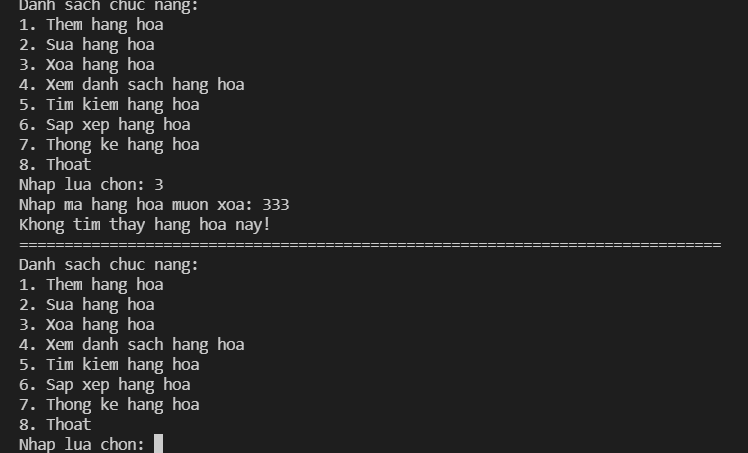 Danh sach chuc nang:
1. Them hang hoa
2. Sua hang hoa
3. Xoa hang hoa
4. Xem danh sach hang hoa
5. Tim kiem hang hoa
6. Sap xep hang hoa
7. Thong ke hang hoa
8. Thoat
Nhap lua chon: 3
Nhap ma hang hoa muon xoa: 333
Khong tim thay hang hoa nay!
==============================================================================
Danh sach chuc nang:
1. Them hang hoa
2. Sua hang hoa
3. Xoa hang hoa
4. Xem danh sach hang hoa
5. Tim kiem hang hoa
6. Sap xep hang hoa
7. Thong ke hang hoa
8. Thoat
Nhap lua chon: